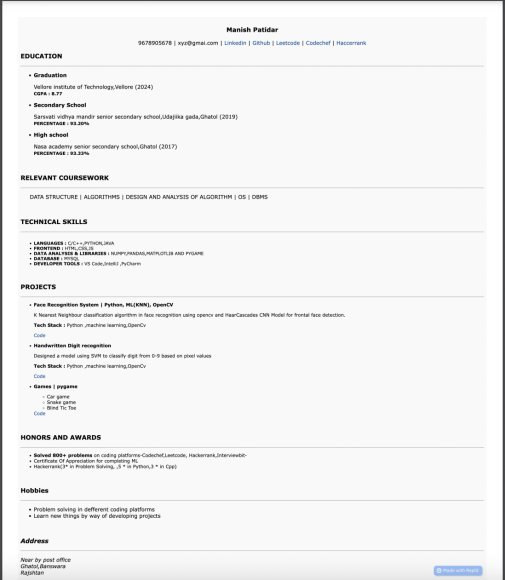 Manish Patidar
9678905678 | xyz@gmai.com | Linkedin | Github | Leetcode | Codechef | Haccerrank
EDUCATION
• Graduation
Vellore institute of Technology,Vellore (2024)
CGPA : 8.77
• Secondary School
Sarsvati vidhya mandir senior secondary school,Udajiika gada,Ghatol (2019)
PERCENTAGE : 93.20%
• High school
Nasa academy senior secondary school,Ghatol (2017)
PERCENTAGE : 93.33%
RELEVANT COURSEWORK
DATA STRUCTURE | ALGORITHMS | DESIGN AND ANALYSIS OF ALGORITHM | OS | DBMS
TECHNICAL SKILLS
• LANGUAGES : C/C++,PYTHON,JAVA
• FRONTEND : HTML,CSS,JS
• DATA ANALYSIS & LIBRARIES : NUMPY,PANDAS,MATPLOTLIB AND PYGAME
• DATABASE : MYSQL
• DEVELOPER TOOLS : VS Code,IntelliJ ,PyCharm
PROJECTS
• Face Recognition System | Python, ML(KNN), OpenCV
K Nearest Neighbour classification algorithm in face recognition using opencv and HaarCascades CNN Model for frontal face detection.
Tech Stack : Python ,machine learning,OpenCv
Code
• Handwritten Digit recognition
Designed a model using SVM to classify digit from 0-9 based on pixel values
Tech Stack : Python ,machine learning,OpenCv
Code
• Games | pygame
○ Car game
○ Snake game
○ Blind Tic Toe
Code
HONORS AND AWARDS
• Solved 800+ problems on coding platforms-Codechef,Leetcode, Hackerrank,Interviewbit-
• Certificate Of Appreciation for completing ML
• Hackerrank(3* in Problem Solving, ,5 * in Python,3 * in Cpp)
Hobbies
• Problem solving in defferent coding platforms
• Learn new things by way of developing projects
Address
Near by post office
Ghatol,Banswara
Rajshtan
Made with Replit